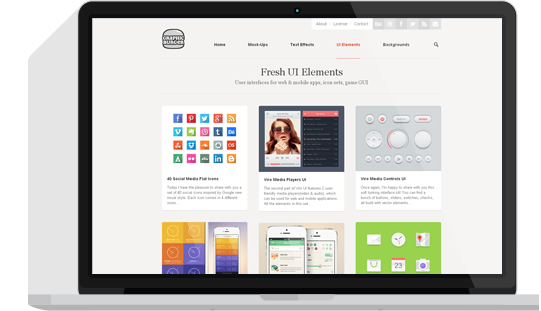 About License Contact
GRAPHIC
BURGER
Home Mock-Ups Text Effects UI Elements Backgrounds
Fresh UI Elements
User interfaces for web & mobile apps, icon sets, game GUI
40 Social Media Flat Icons
Today I have the pleasure to share with you a
set of 40 social icons inspired by Google new
visual style. Each icon comes in 4 different
sizes...
Vire Media Players UI
The second part of Vire UI features 2 user-
friendly media players(video & audio), which
can be used for web and mobile applications.
All the elements in this set
Vire Media Controls UI
Once again, I'm happy to share with you this
soft looking interface kit! You can find a
bunch of buttons, sliders, switches, checks,
all build with vector elements...
23